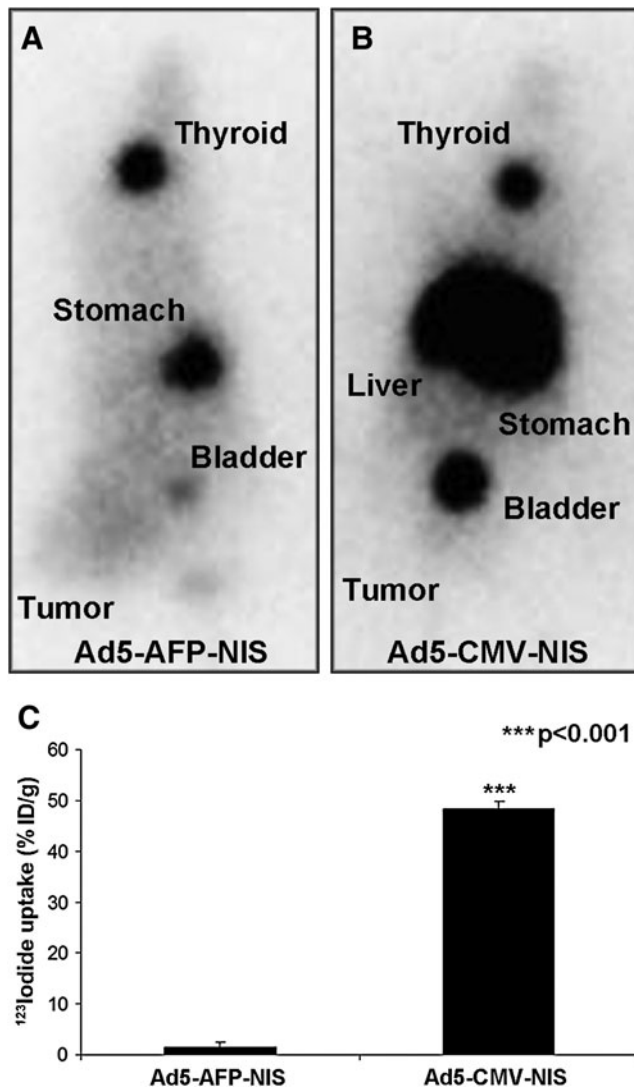 A
Thyroid
Stomach
Bladder
Tumor
Ad5-AFP-NIS
B
Thyroid
Liver
Stomach
Bladder
Tumor
Ad5-CMV-NIS
C
***p<0.001
***
¹²³Iodide uptake (% ID/g)
60
50
40
30
20
10
0
Ad5-AFP-NIS Ad5-CMV-NIS